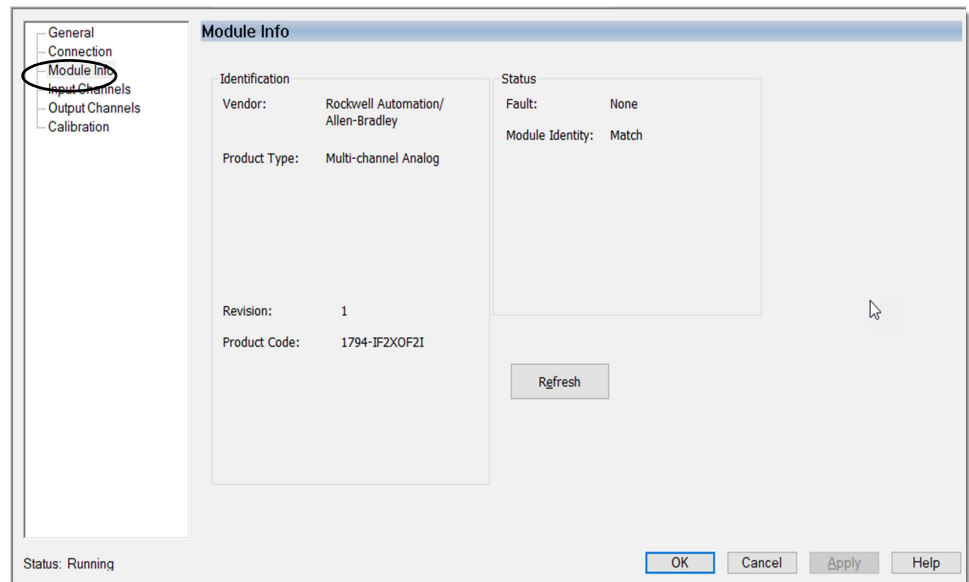 General
Connection
Module Info
Input Channels
Output Channels
Calibration
Module Info
Identification
Vendor: Rockwell Automation/
Allen-Bradley
Product Type: Multi-channel Analog
Revision: 1
Product Code: 1794-IF2XOF2I
Status
Fault: None
Module Identity: Match
Refresh
Status: Running
OK
Cancel
Apply
Help